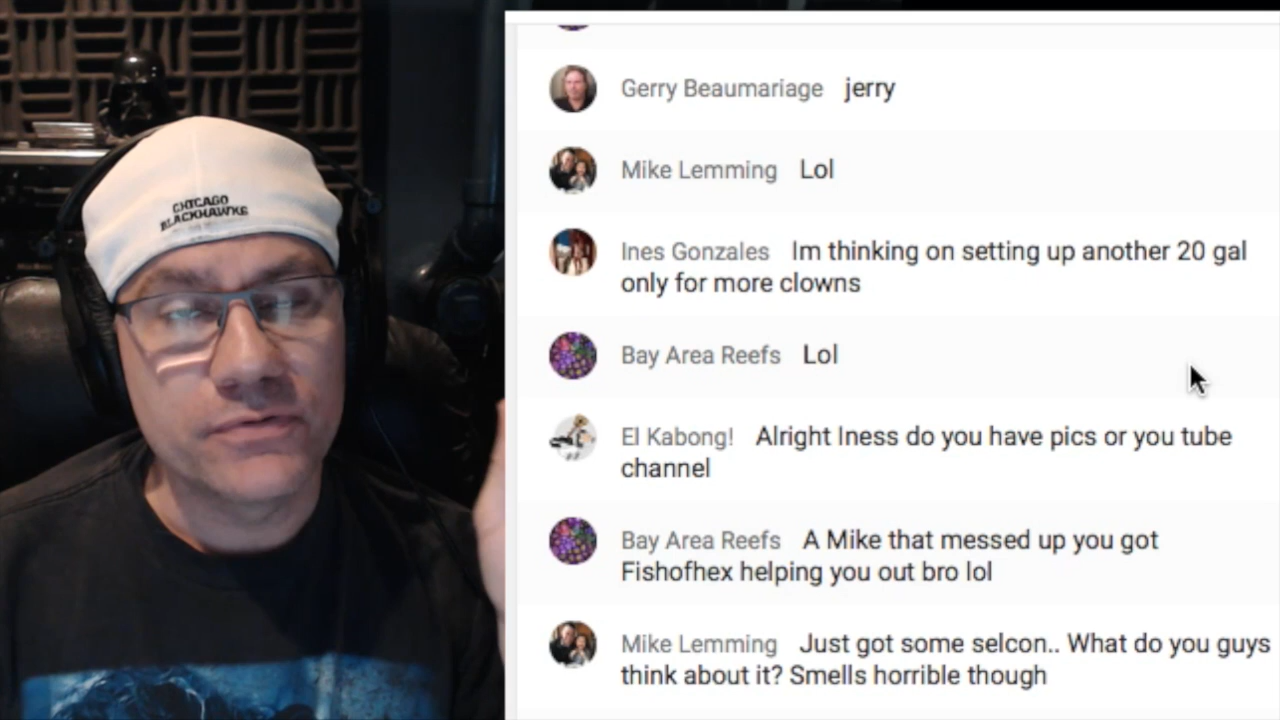 CHICAGO
BLACKHAWKS
Gerry Beaumariage jerry
Mike Lemming Lol
Ines Gonzales Im thinking on setting up another 20 gal
only for more clowns
Bay Area Reefs Lol
El Kabong! Alright Iness do you have pics or you tube
channel
Bay Area Reefs A Mike that messed up you got
Fishofhex helping you out bro lol
Mike Lemming Just got some selcon.. What do you guys
think about it? Smells horrible though